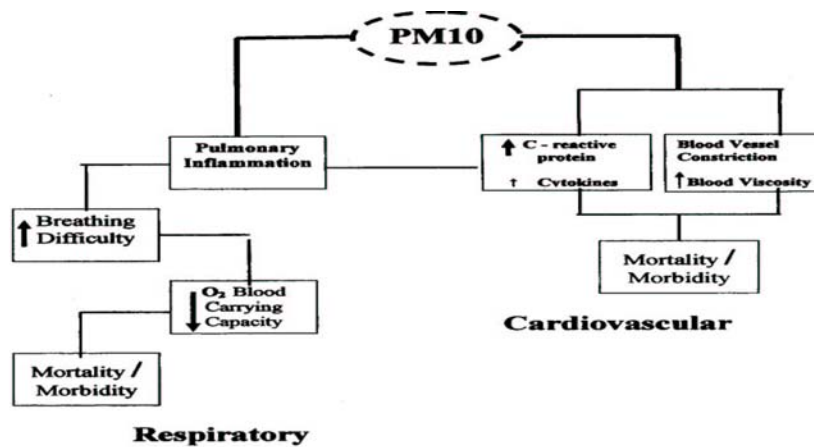 PM10
Pulmonary
Inflammation
↑ C - reactive
protein
↑ Cytokines
Blood Vessel
Constriction
↑ Blood Viscosity
↑ Breathing
Difficulty
Mortality /
Morbidity
↓ O₂ Blood
Carrying
Capacity
Cardiovascular
Mortality /
Morbidity
Respiratory